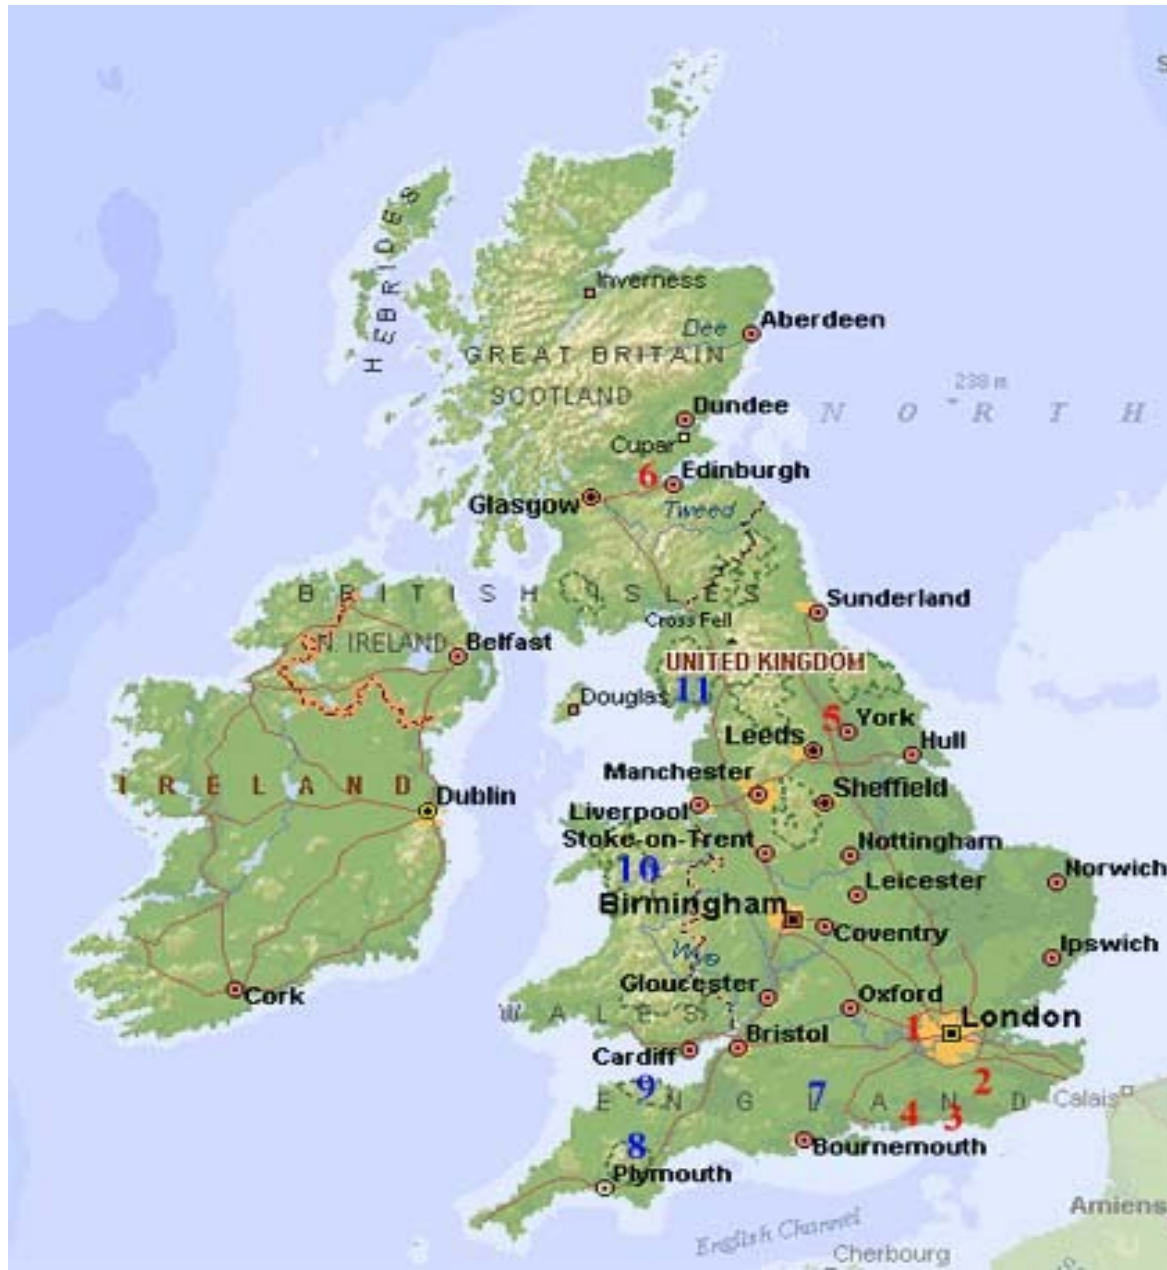 HEBRIDES
Inverness
Dee
Aberdeen
GREAT BRITAIN
SCOTLAND
238 m
Dundee
N O R T H
Cupar
6
Edinburgh
Glasgow
Tweed
BRITISH ISLES
Sunderland
Cross Fell
N. IRELAND
Belfast
UNITED KINGDOM
11
Douglas
5
York
Leeds
Hull
Manchester
IRELAND
Dublin
Sheffield
Liverpool
Stoke-on-Trent
Nottingham
10
Norwich
Leicester
Birmingham
Coventry
Ipswich
Wye
Gloucester
Oxford
Cork
WALES
1
London
Bristol
Cardiff
9
7
2
ENGLAND
Calais
4
3
8
Bournemouth
Plymouth
Amiens
English Channel
Cherbourg